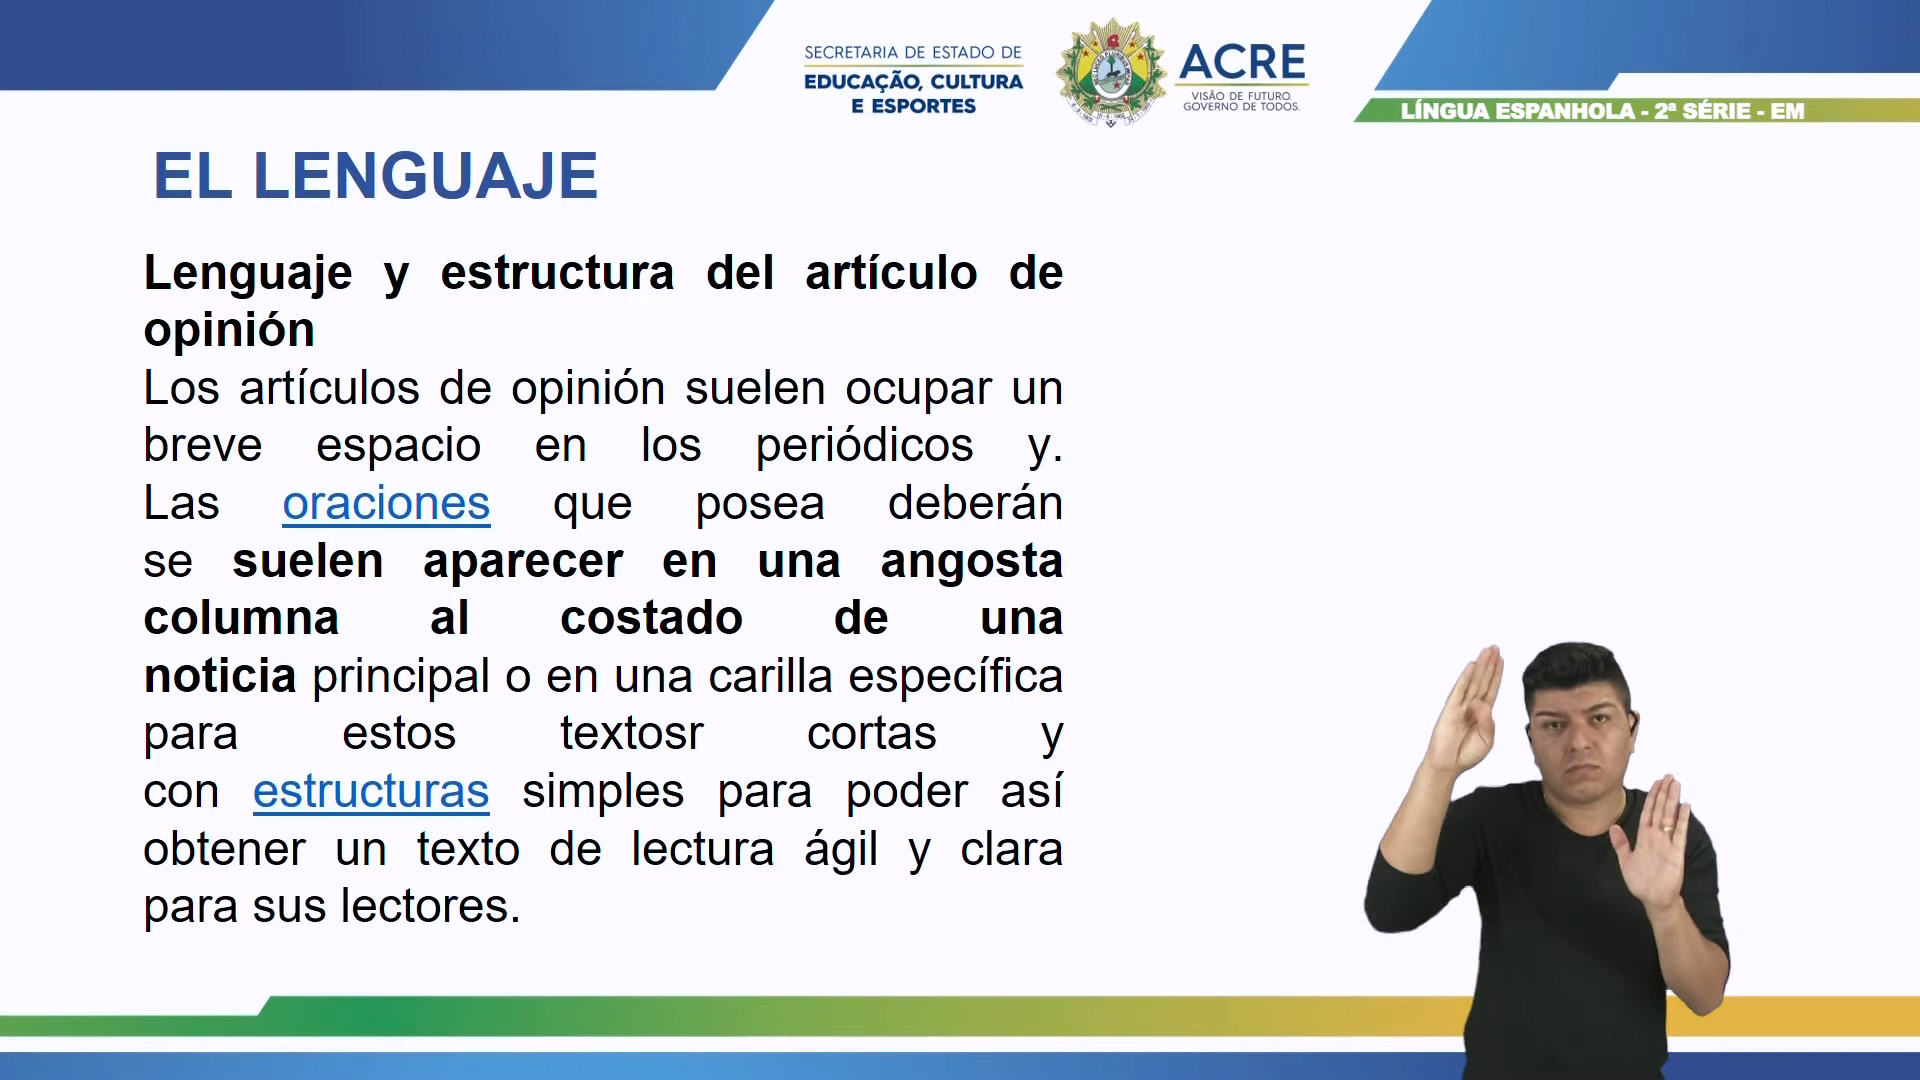 SECRETARIA DE ESTADO DE
EDUCAÇÃO, CULTURA
E ESPORTES
ACRE
VISÃO DE FUTURO.
GOVERNO DE TODOS.
LÍNGUA ESPANHOLA - 2ª SÉRIE - EM
EL LENGUAJE
Lenguaje y estructura del artículo de
opinión
Los artículos de opinión suelen ocupar un
breve espacio en los periódicos y.
Las oraciones que posea deberán
se suelen aparecer en una angosta
columna al costado de una
noticia principal o en una carilla específica
para estos textosr cortas y
con estructuras simples para poder así
obtener un texto de lectura ágil y clara
para sus lectores.